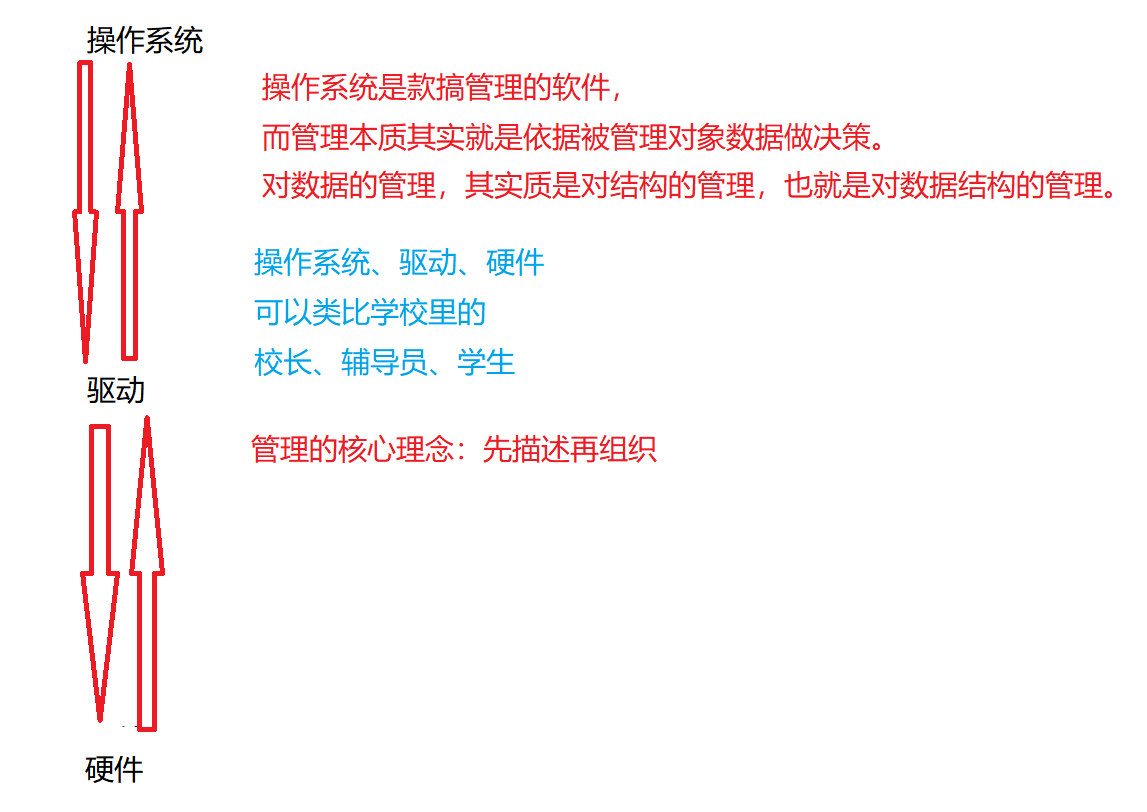 操作系统
操作系统是款搞管理的软件，
而管理本质其实就是依据被管理对象数据做决策。
对数据的管理，其实质是对结构的管理，也就是对数据结构的管理。
操作系统、驱动、硬件
可以类比学校里的
校长、辅导员、学生
驱动
管理的核心理念：先描述再组织
硬件